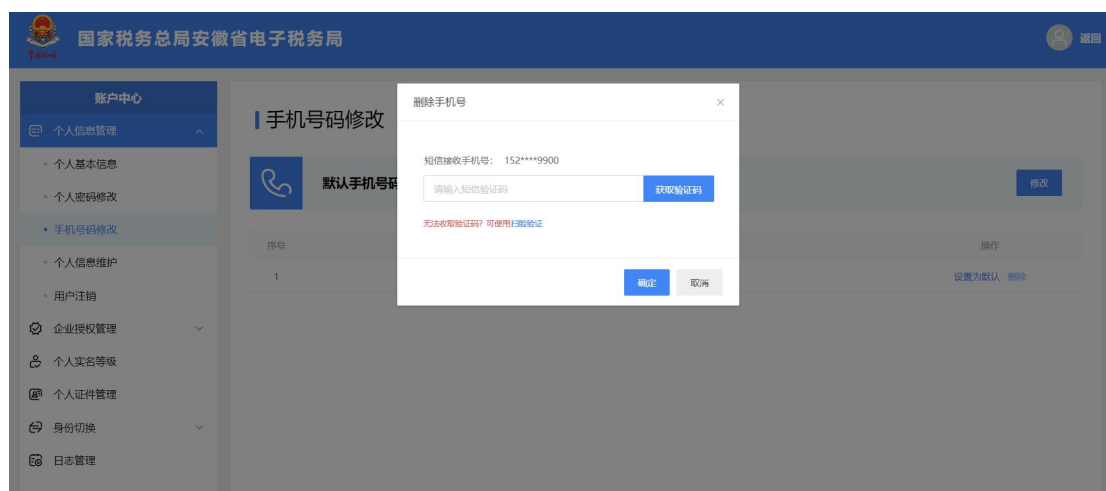 国家税务总局安徽省电子税务局
返回
账户中心
个人信息管理
个人基本信息
个人密码修改
手机号码修改
个人信息维护
用户注销
企业授权管理
个人实名等级
个人证件管理
身份切换
日志管理
手机号码修改
默认手机号码
修改
序号
操作
1
设置为默认 删除
删除手机号
短信接收手机号: 152****9900
请输入短信验证码
获取验证码
无法收取验证码? 可使用扫脸验证
确定
取消